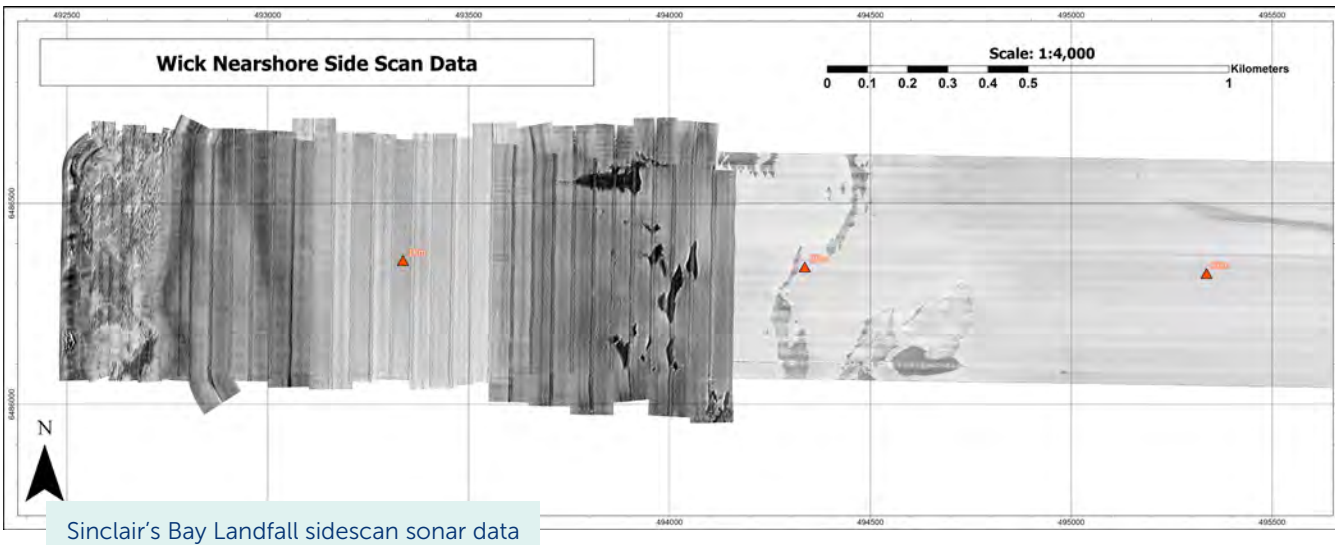 492500 493000 493500 494000 494500 495000 495500
Wick Nearshore Side Scan Data
Scale: 1:4,000
Kilometers
0 0.1 0.2 0.3 0.4 0.5 1
6486500
6486000
N
494000 494500 495000 495500
Sinclair's Bay Landfall sidescan sonar data